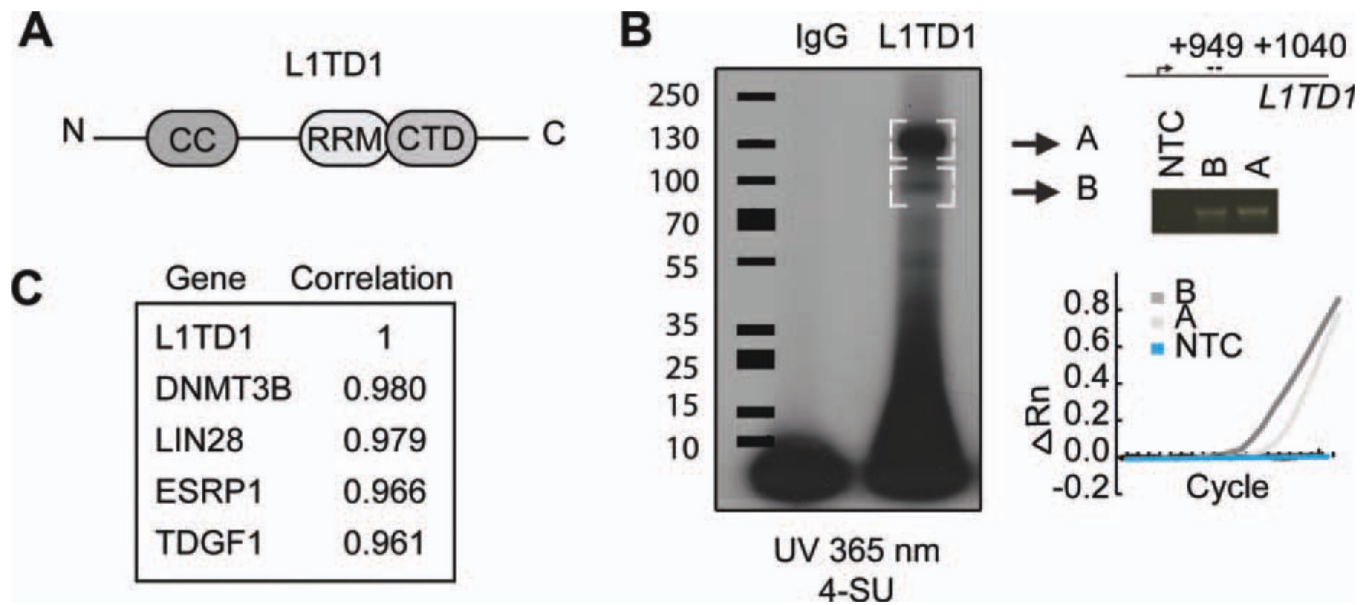 A
L1TD1
N
CC
RRM
CTD
C
B
IgG L1TD1
250
130
100
70
55
35
25
15
10
A
B
UV 365 nm
4-SU
+949 +1040
L1TD1
NTC
B
A
0.8
0.6
0.4
0.2
0.0
-0.2
ΔRn
B
A
NTC
Cycle
C
Gene Correlation
L1TD1 1
DNMT3B 0.980
LIN28 0.979
ESRP1 0.966
TDGF1 0.961